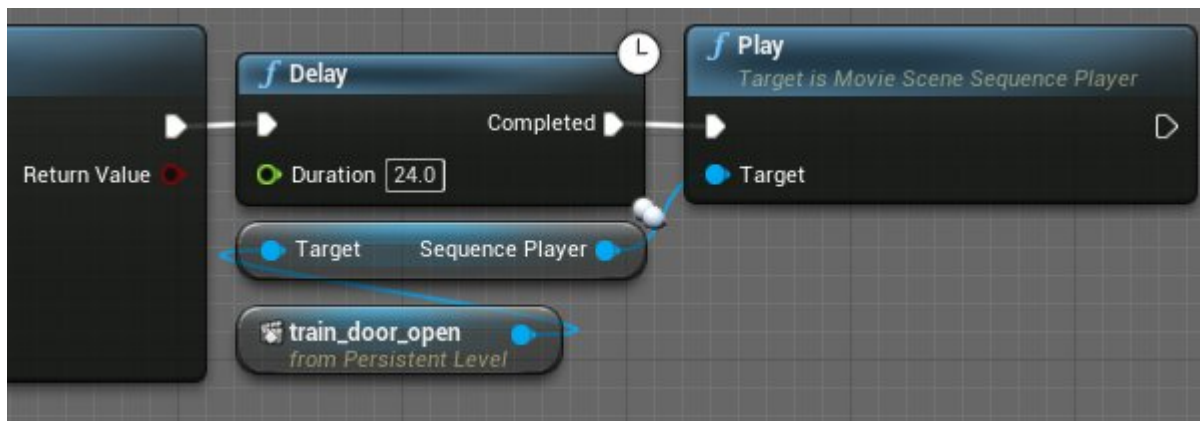 Return Value
Delay
Completed
Duration 24.0
Target Sequence Player
train_door_open
from Persistent Level
Play
Target is Movie Scene Sequence Player
Target